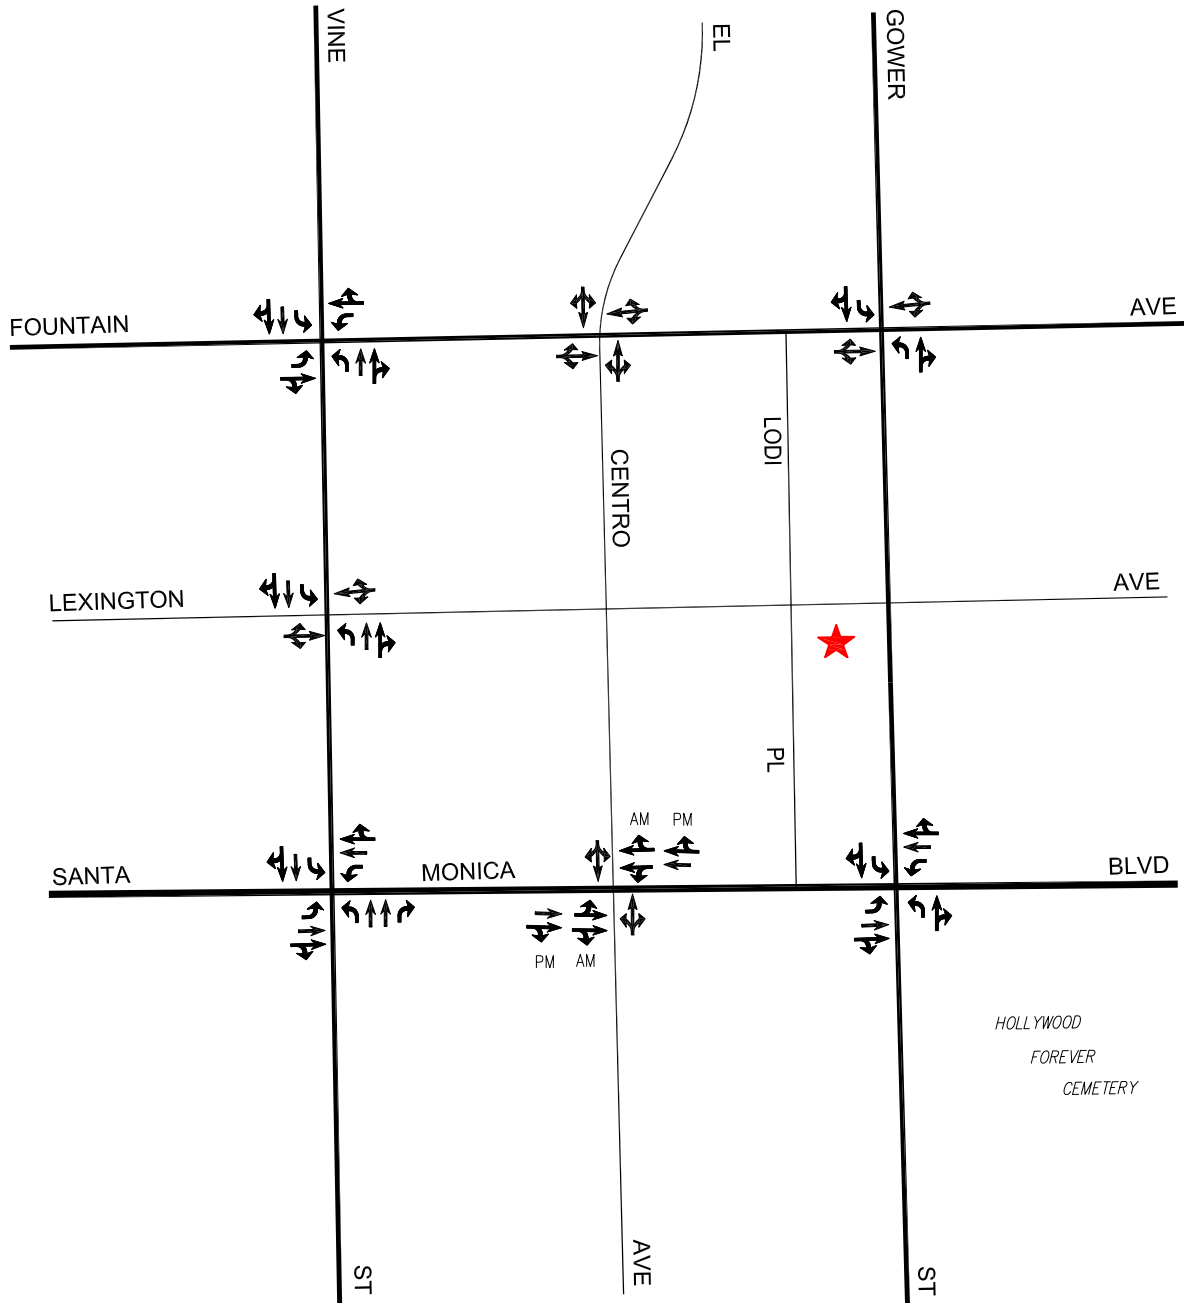 VINE
EL
GOWER
FOUNTAIN
AVE
LODI
CENTRO
LEXINGTON
AVE
PL
AM PM
SANTA
MONICA
BLVD
PM AM
HOLLYWOOD
FOREVER
CEMETERY
AVE
ST
ST